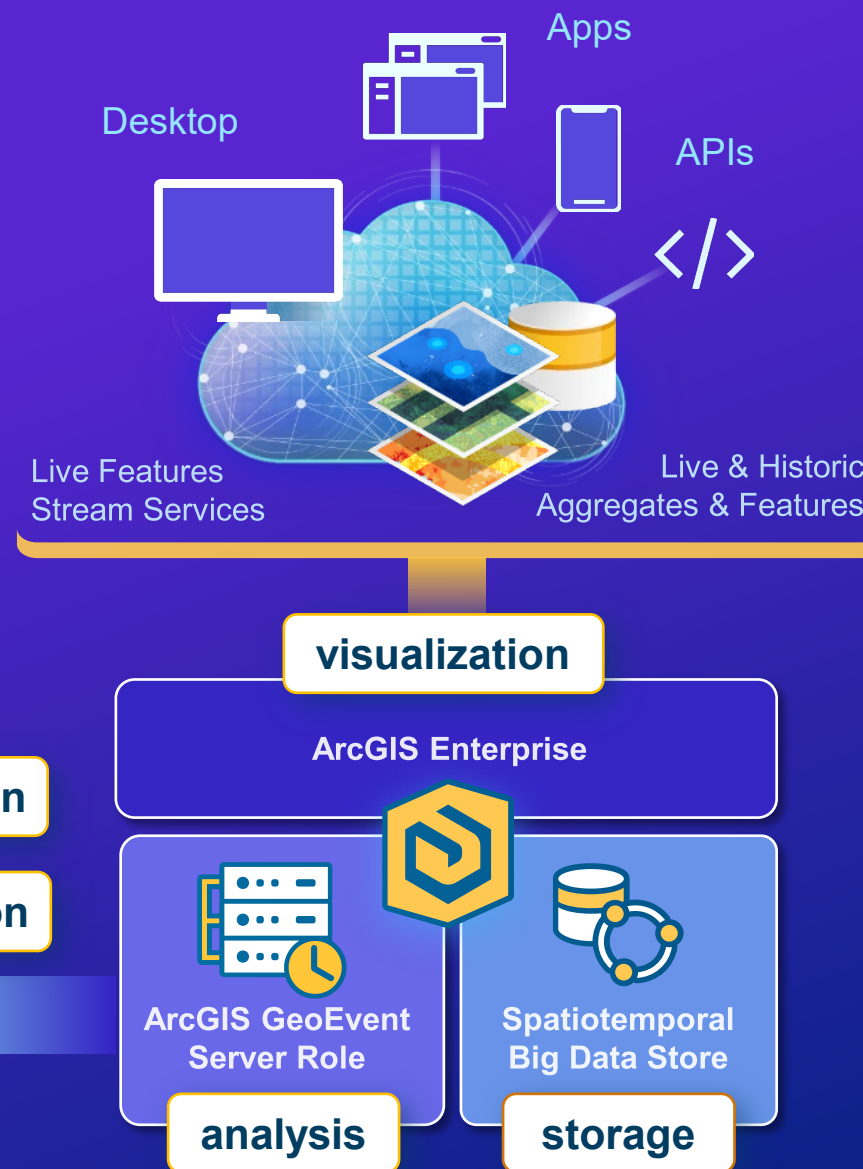 Apps
Desktop
APIs
</>
Live Features
Stream Services
Live & Historic
Aggregates & Features
visualization
ArcGIS Enterprise
n
on
ArcGIS GeoEvent
Server Role
Spatiotemporal
Big Data Store
analysis
storage